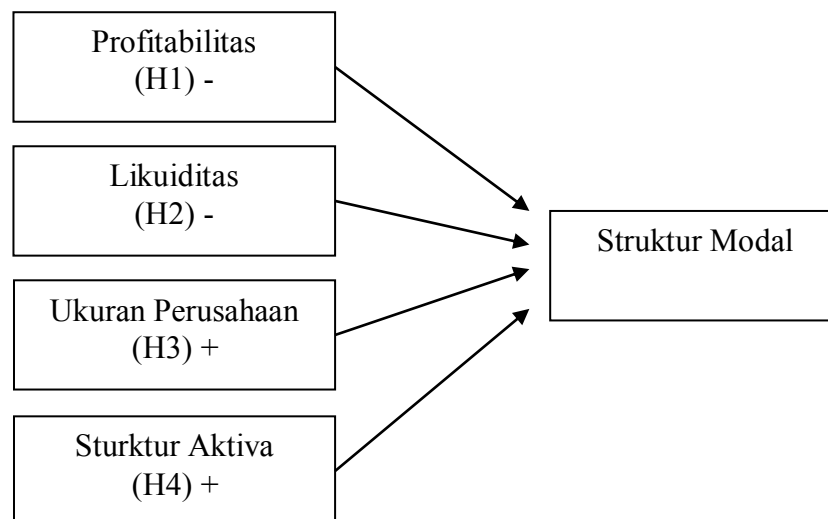 Profitabilitas
(H1) -
Likuiditas
(H2) -
Ukuran Perusahaan
(H3) +
Sturktur Aktiva
(H4) +
Struktur Modal